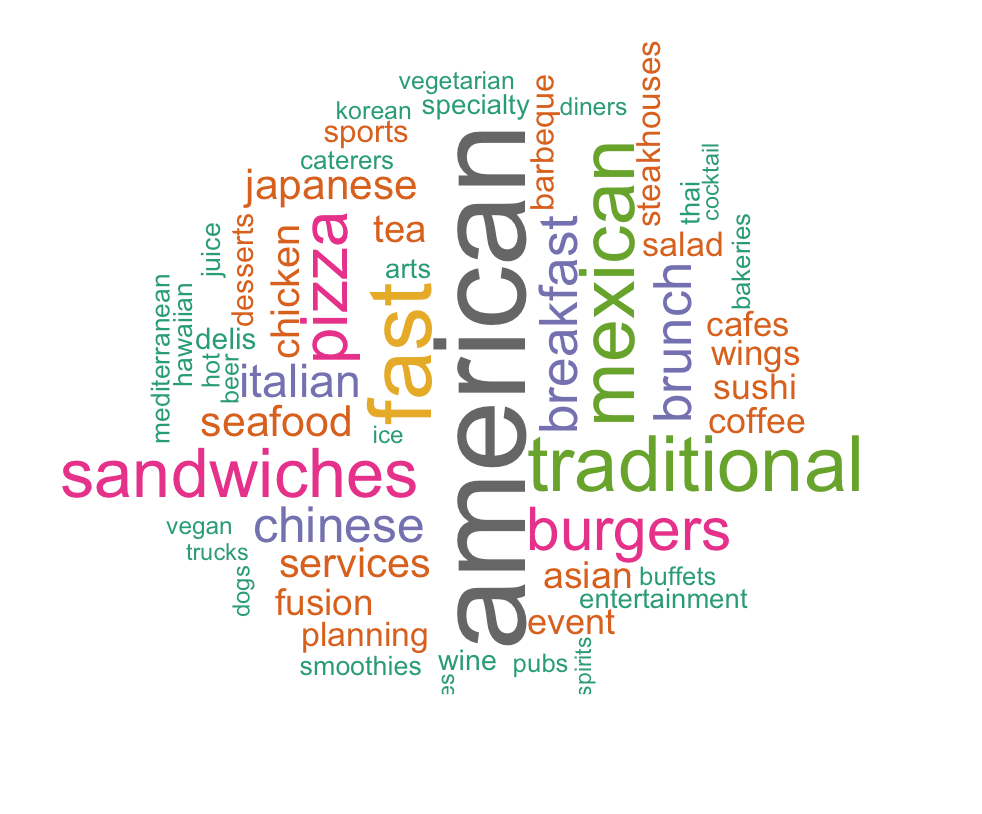 vegetarian
korean
specialty
diners
sports
caterers
japanese
barbeque
steakhouses
mexican
american
thai
cocktail
juice
desserts
chicken
pizza
tea
arts
fast
breakfast
salad
brunch
bakeries
mediterranean
hawaiian
delis
hot
beer
italian
seafood
ice
cafes
wings
sushi
coffee
sandwiches
traditional
vegan
chinese
burgers
trucks
dogs
services
asian
buffets
entertainment
fusion
event
planning
smoothies
wine
pubs
spirits
es